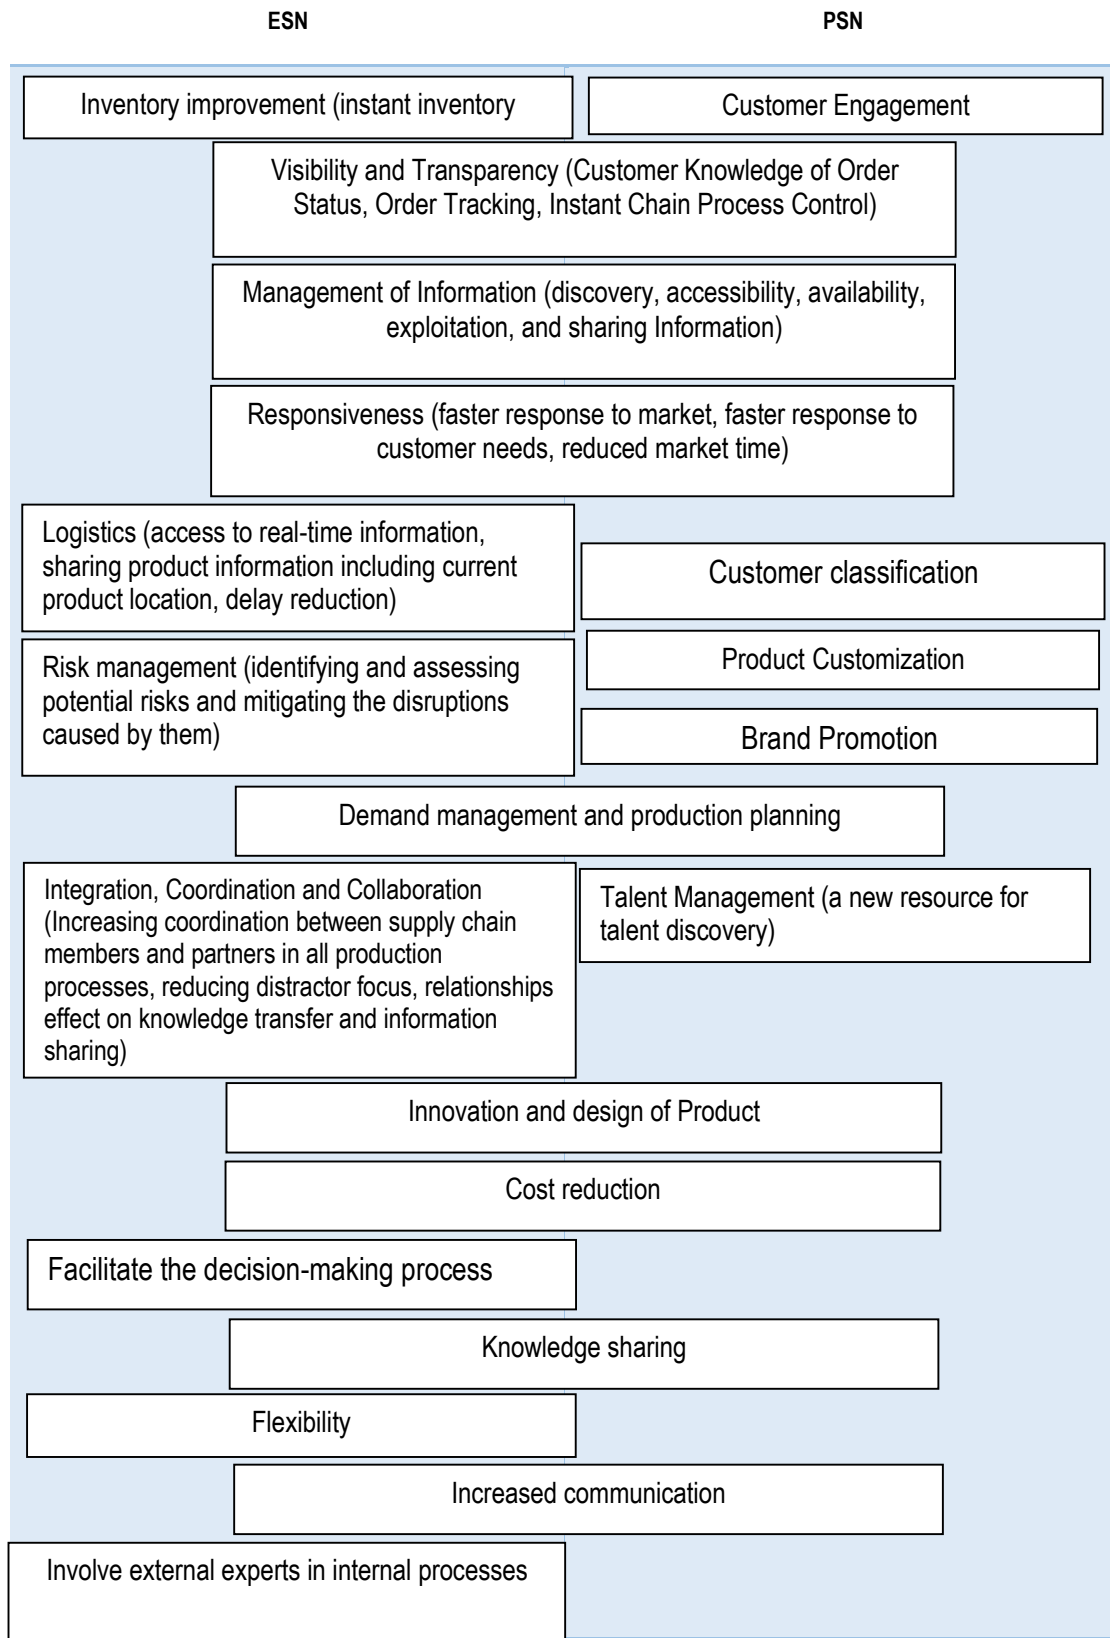 ESN
PSN
Inventory improvement (instant inventory
Customer Engagement
Visibility and Transparency (Customer Knowledge of Order
Status, Order Tracking, Instant Chain Process Control)
Management of Information (discovery, accessibility, availability,
exploitation, and sharing Information)
Responsiveness (faster response to market, faster response to
customer needs, reduced market time)
Logistics (access to real-time information,
sharing product information including current
product location, delay reduction)
Customer classification
Risk management (identifying and assessing
potential risks and mitigating the disruptions
caused by them)
Product Customization
Brand Promotion
Demand management and production planning
Integration, Coordination and Collaboration
(Increasing coordination between supply chain
members and partners in all production
processes, reducing distractor focus, relationships
effect on knowledge transfer and information
sharing)
Talent Management (a new resource for
talent discovery)
Innovation and design of Product
Cost reduction
Facilitate the decision-making process
Knowledge sharing
Flexibility
Increased communication
Involve external experts in internal processes